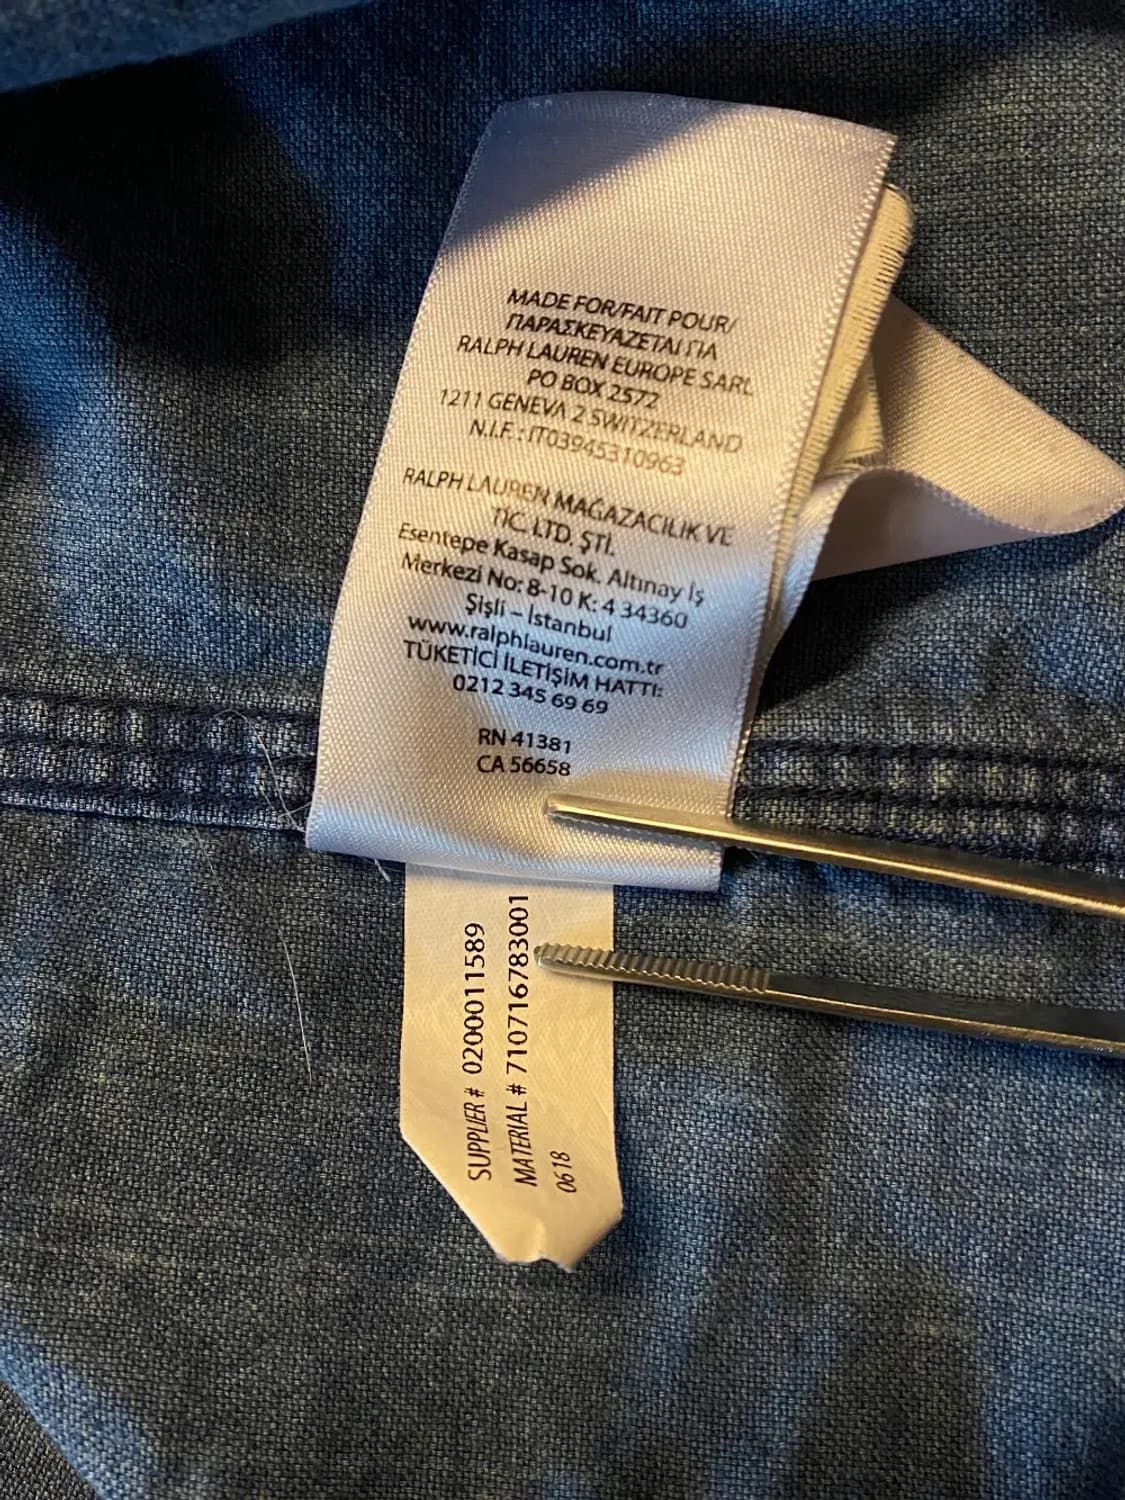 MADE FOR/FAIT POUR/
ΠΑΡΑΣΚΕΥΑΖΕΤΑΙ ΓΙΑ
RALPH LAUREN EUROPE SARL
PO BOX 2572
1211 GENEVA 2 SWITZERLAND
N.I.F. : IT03945310963
RALPH LAUREN MAĞAZACILIK VE
TİC. LTD. ŞTİ.
Esentepe Kasap Sok. Altınay İş
Merkezi No: 8-10 K: 4 34360
Şişli – İstanbul
www.ralphlauren.com.tr
TÜKETİCİ İLETİŞİM HATTI:
0212 345 69 69
RN 41381
CA 56658
SUPPLIER # 0200011589
MATERIAL # 710716783001
0618